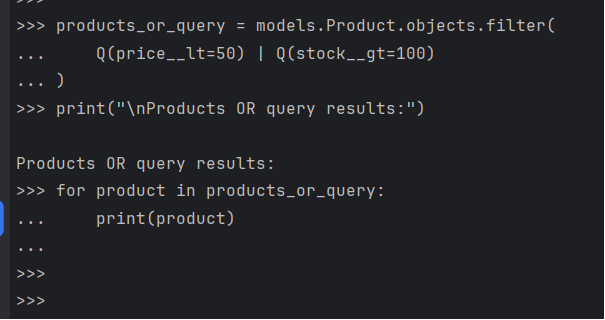 >>>
>>> products_or_query = models.Product.objects.filter(
...     Q(price__lt=50) | Q(stock__gt=100)
... )
>>> print("\nProducts OR query results:")

Products OR query results:
>>> for product in products_or_query:
...     print(product)
...
>>>
>>>